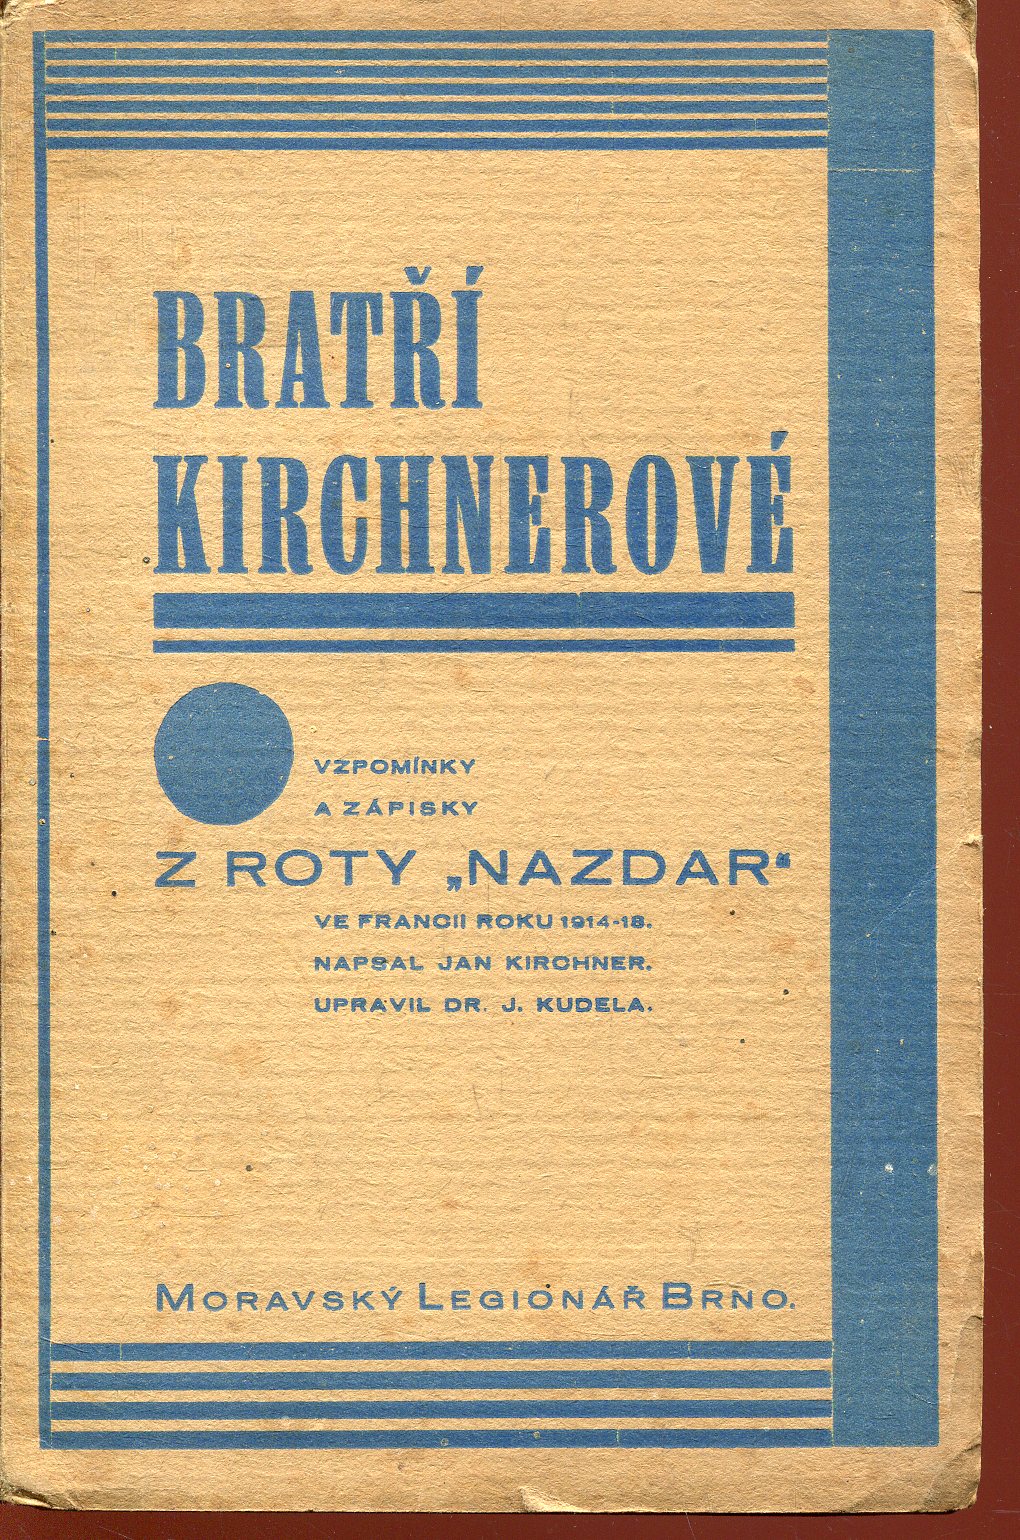 BRATŘÍ
KIRCHNEROVÉ
VZPOMÍNKY
A ZÁPISKY
Z ROTY „NAZDAR“
VE FRANCII ROKU 1914-18.
NAPSAL JAN KIRCHNER.
UPRAVIL DR. J. KUDELA.
MORAVSKÝ LEGIONÁŘ BRNO.